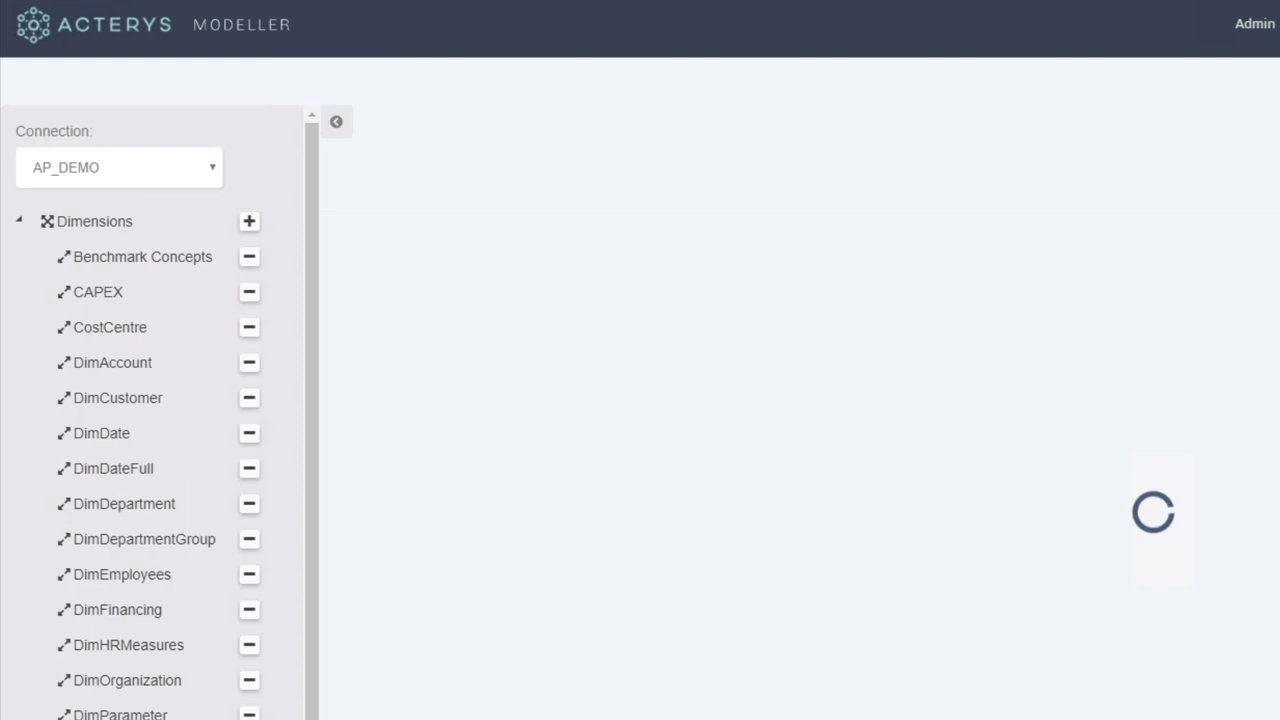 ACTERYS MODELLER
Admin
Connection:
AP_DEMO
Dimensions
Benchmark Concepts
CAPEX
CostCentre
DimAccount
DimCustomer
DimDate
DimDateFull
DimDepartment
DimDepartmentGroup
DimEmployees
DimFinancing
DimHRMeasures
DimOrganization
DimParameter